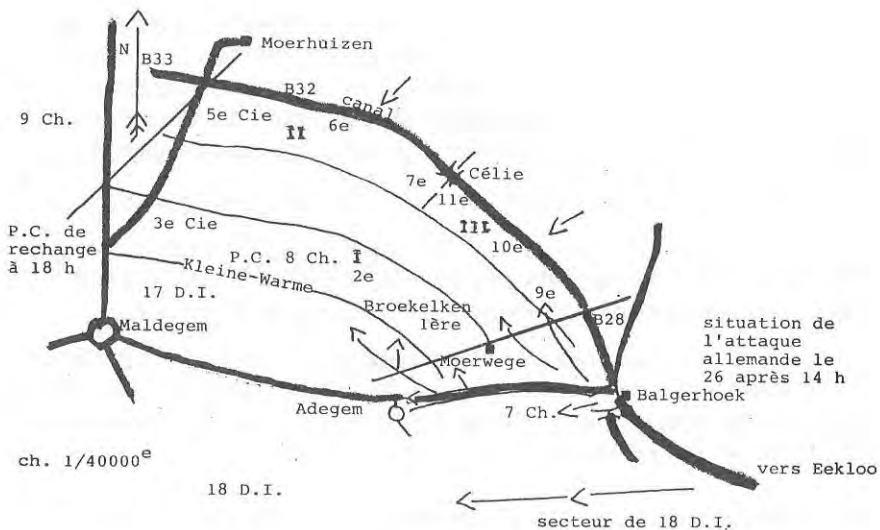 Moerhuizen
N
B33
B32
canal
9 Ch.
5e Cie
6e
II
7e
Célie
11e
III
10e
3e Cie
P.C. de
rechange
à 18 h
P.C. 8 Ch. I
2e
Kleine-Warme
9e
17 D.I.
Broekelken
1ère
B28
Maldegem
Moerwege
situation de
l'attaque
allemande le
26 après 14 h
Adegem
7 Ch.
Balgerhoek
ch. 1/40000e
vers Eekloo
18 D.I.
secteur de 18 D.I.